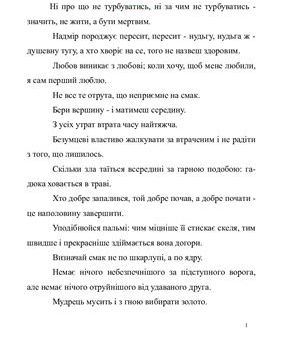 Ні про що не турбуватись, ні за чим не турбуватись -
значить, не жити, а бути мертвим.
Надмір породжує пересит, пересит - нудьгу, нудьга ж -
душевну тугу, а хто хворіє на се, того не назвеш здоровим.
Любов виникає з любові; коли хочу, щоб мене любили,
я сам перший люблю.
Не все те отрута, що неприємне на смак.
Бери вершину - і матимеш середину.
З усіх утрат втрата часу найтяжча.
Безумцеві властиво жалкувати за втраченим і не радіти
з того, що лишилось.
Скільки зла таїться всередині за гарною подобою: га-
дюка ховається в траві.
Хто добре запалився, той добре почав, а добре почати -
це наполовину завершити.
Уподібнойся пальмі: чим міцніше її стискає скеля, тим
швидше і прекрасніше здіймається вона догори.
Визначай смак не по шкарлупі, а по ядру.
Немає нічого небезпечнішого за підступного ворога,
але немає нічого отруйнішого від удаваного друга.
Мудрець мусить і з гною вибирати золото.
1